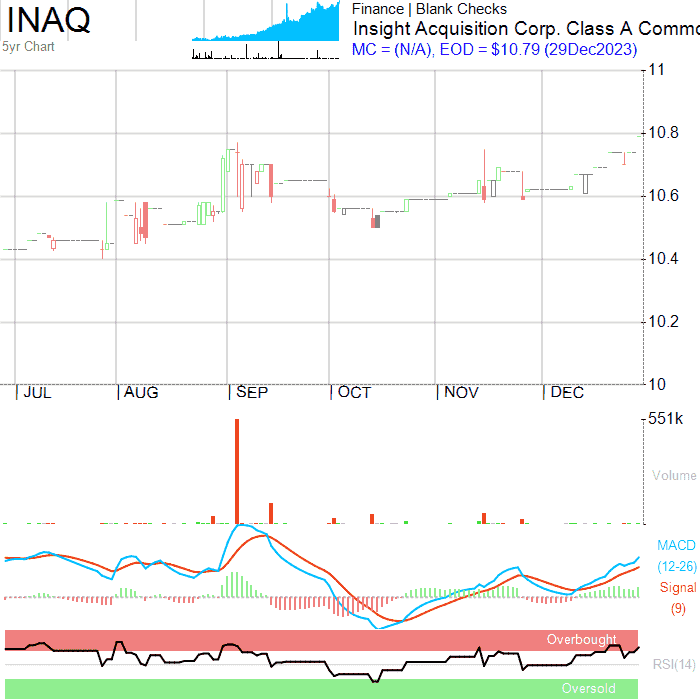 INAQ
5yr Chart
Finance | Blank Checks
Insight Acquisition Corp. Class A Commo
MC = (N/A), EOD = $10.79 (29Dec2023)
11
10.8
10.6
10.4
10.2
10
JUL AUG SEP OCT NOV DEC
551k
Volume
MACD
(12-26)
Signal
(9)
Overbought
RSI(14)
Oversold